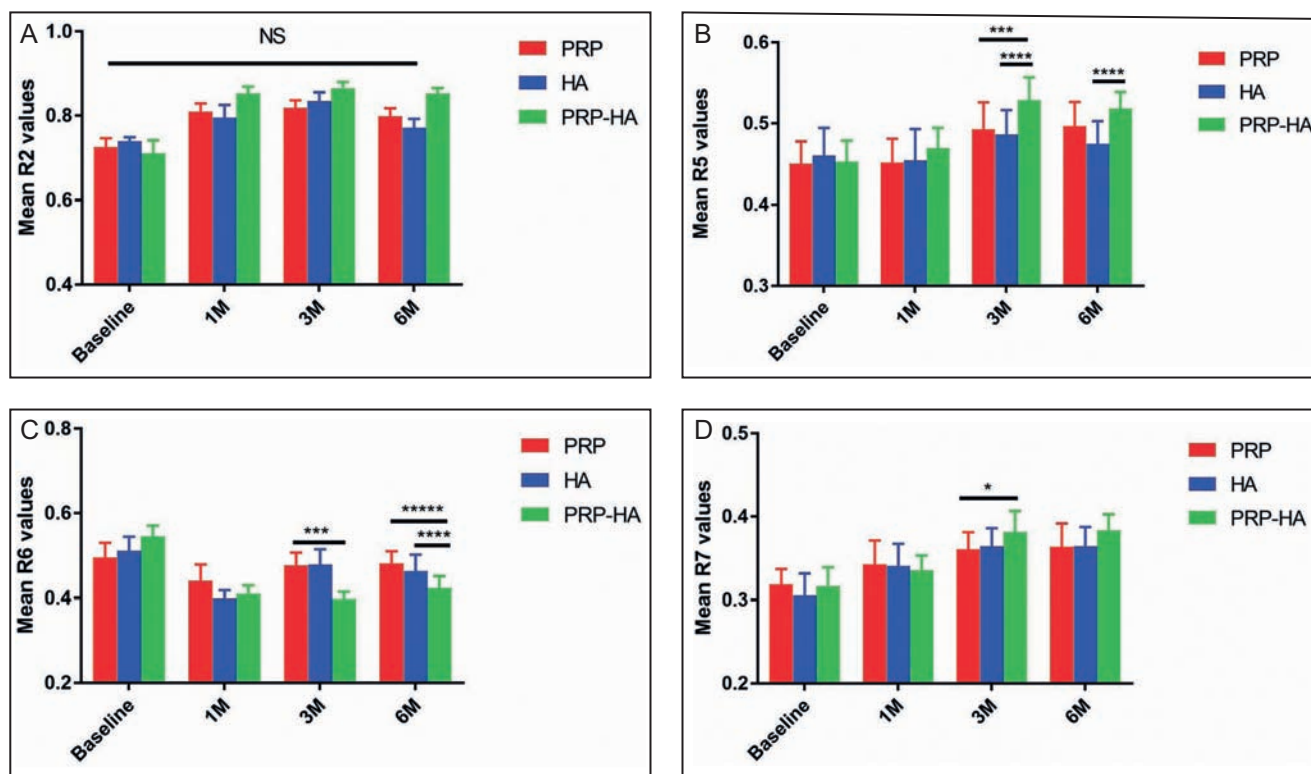 A
Mean R2 values
1.0
0.8
0.6
0.4
NS
Baseline
1M
3M
6M
PRP
HA
PRP-HA
B
Mean R5 values
0.6
0.5
0.4
0.3
***
****
****
Baseline
1M
3M
6M
PRP
HA
PRP-HA
C
Mean R6 values
0.8
0.6
0.4
0.2
***
*****
****
Baseline
1M
3M
6M
PRP
HA
PRP-HA
D
Mean R7 values
0.5
0.4
0.3
0.2
*
Baseline
1M
3M
6M
PRP
HA
PRP-HA